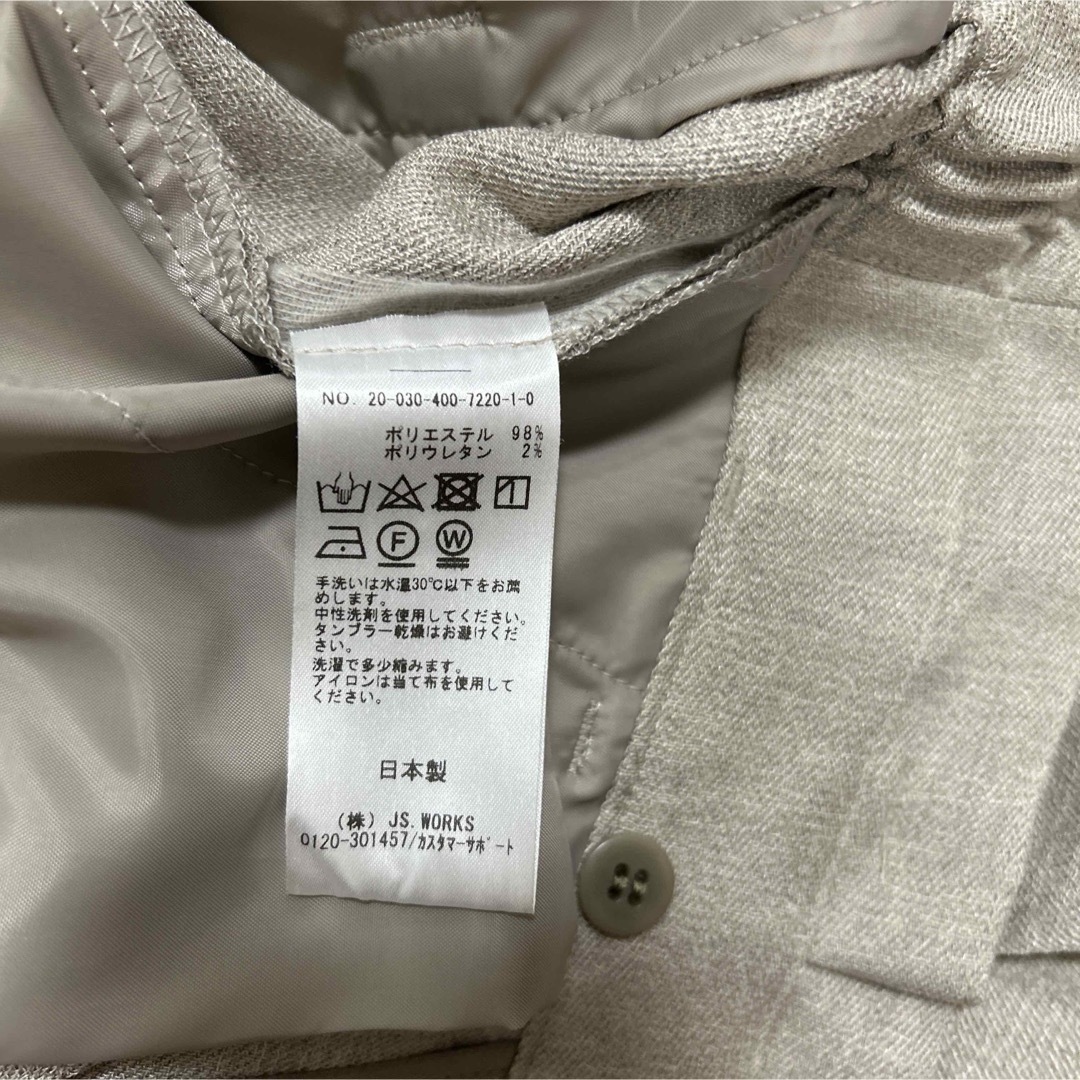 NO. 20-030-400-7220-1-0
ポリエステル 98%
ポリウレタン 2%
F W
手洗いは水温30℃以下をお薦
めします。
中性洗剤を使用してください。
タンブラー乾燥はお避けくだ
さい。
洗濯で多少縮みます。
アイロンは当て布を使用して
ください。
日本製
(株) JS.WORKS
0120-301457/ｶｽﾀﾏｰｻﾎﾟｰﾄ